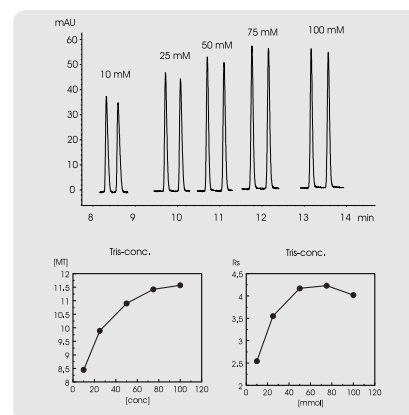 mAU
60
50
40
30
20
10
0
10 mM
25 mM
50 mM
75 mM
100 mM
8 9 10 11 12 13 14 min
Tris-conc.
[MT]
12
11,5
11
10,5
10
9,5
9
8,5
8
0 20 40 60 80 100 120
[conc]
Tris-conc.
Rs
4,5
4
3,5
3
2,5
2
0 20 40 60 80 100 120
[mmol]